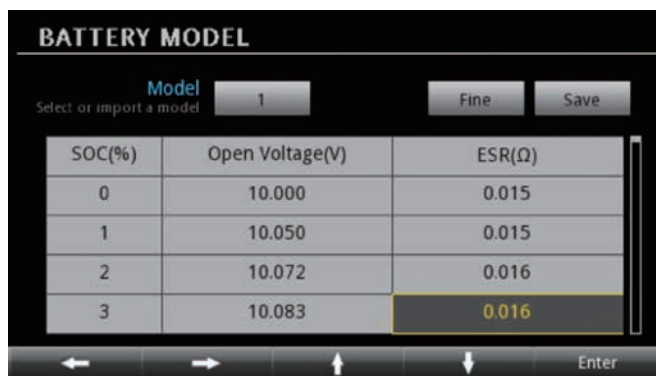 BATTERY MODEL
Model
Select or import a model
1
Fine
Save
SOC(%) Open Voltage(V) ESR(Ω)
0 10.000 0.015
1 10.050 0.015
2 10.072 0.016
3 10.083 0.016
Enter